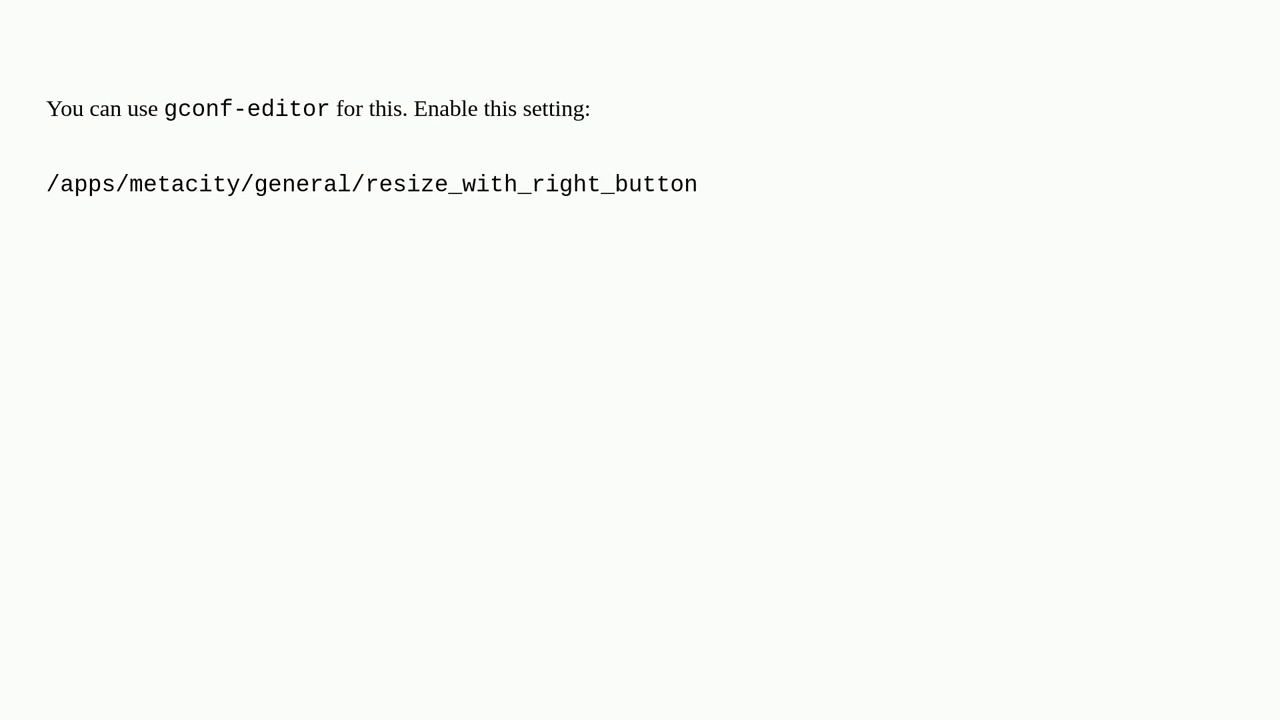 You can use gconf-editor for this. Enable this setting:
/apps/metacity/general/resize_with_right_button